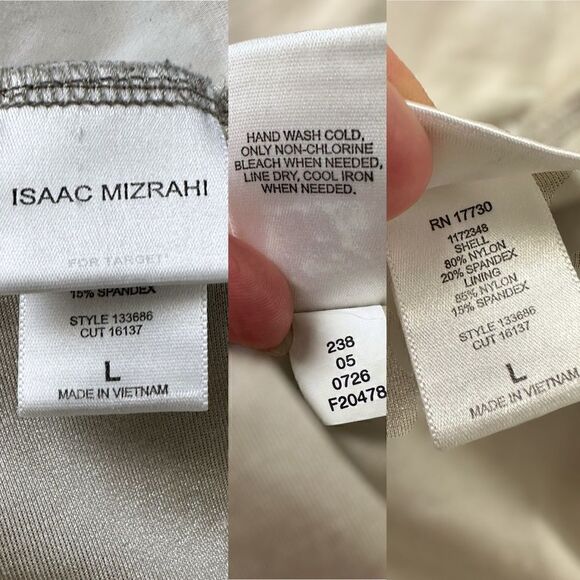 ISAAC MIZRAHI
FOR TARGET
15% SPANDEX
STYLE 133686
CUT 16137
L
MADE IN VIETNAM
HAND WASH COLD,
ONLY NON-CHLORINE
BLEACH WHEN NEEDED,
LINE DRY, COOL IRON
WHEN NEEDED.
238
05
0726
F20478
RN 17730
1172348
SHELL
80% NYLON
20% SPANDEX
LINING
85% NYLON
15% SPANDEX
STYLE 133686
CUT 16137
L
MADE IN VIETNAM